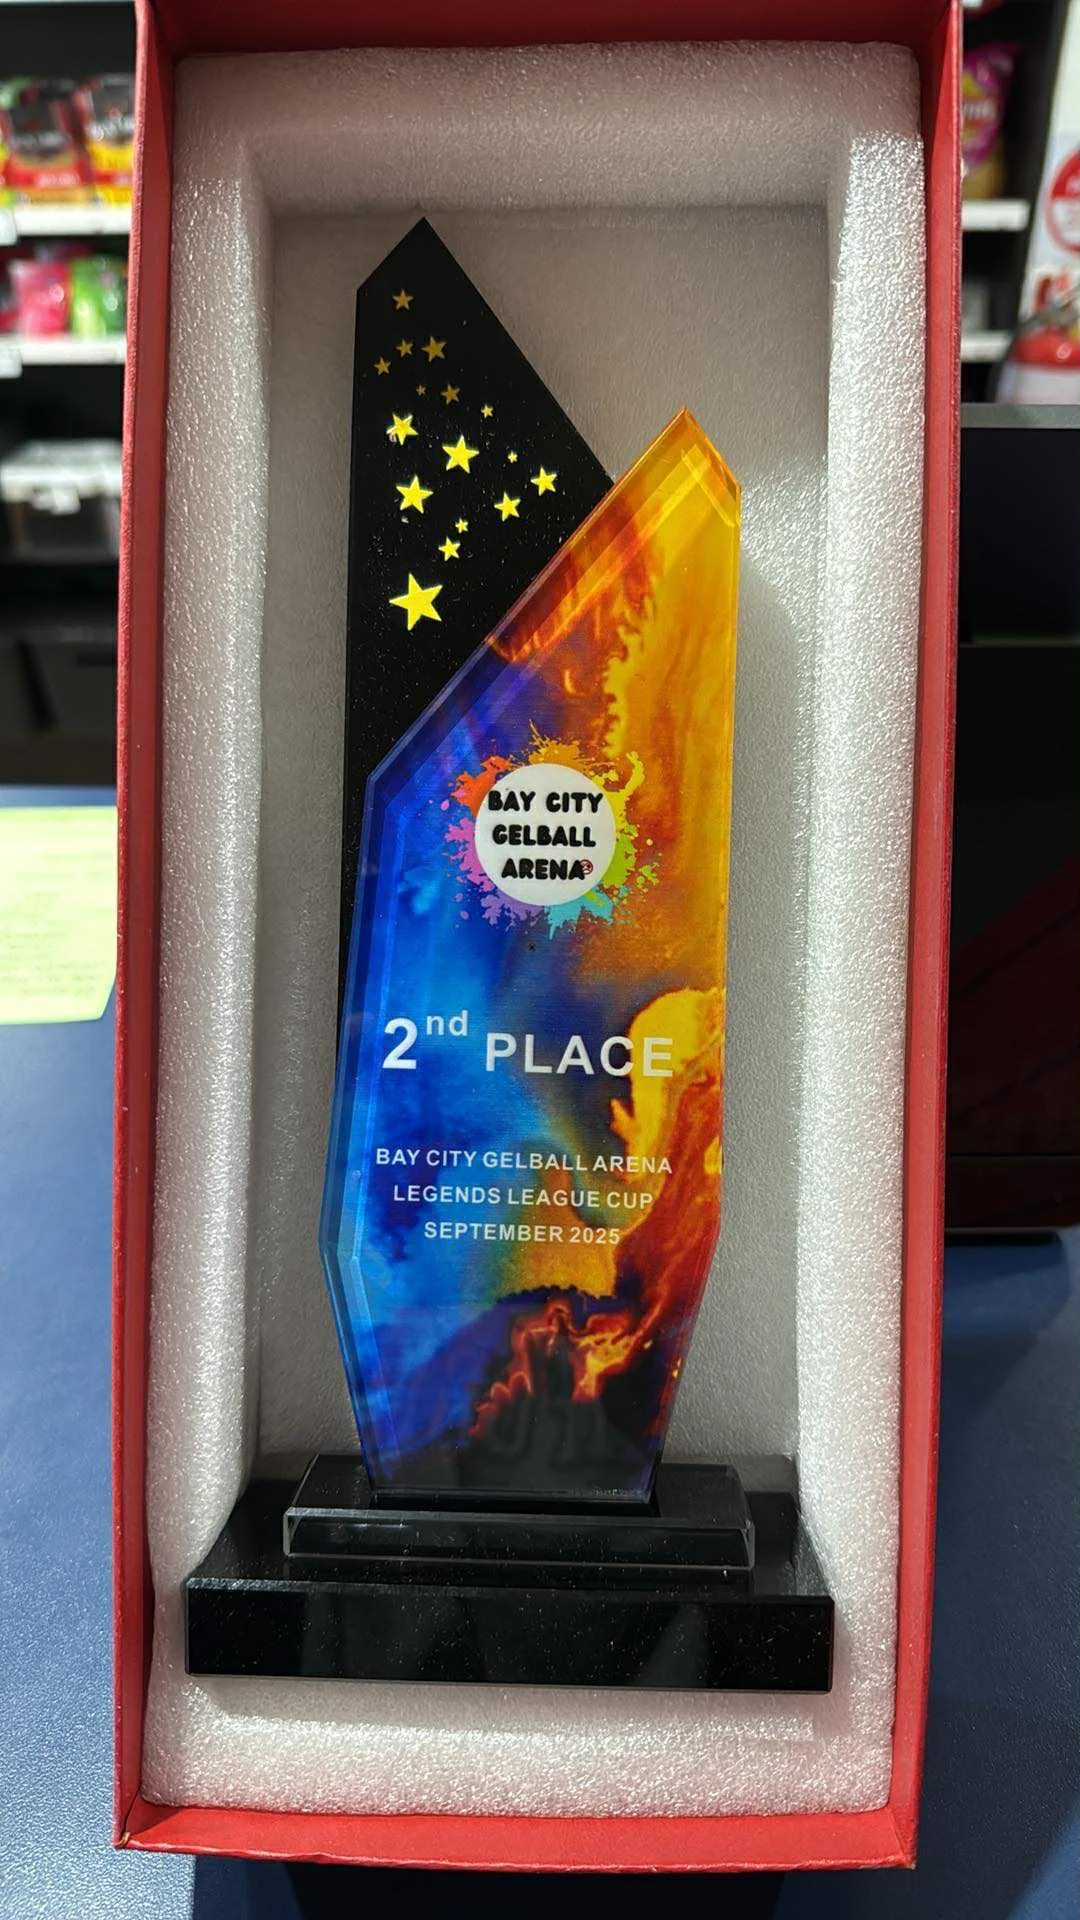 BAY CITY
GELBALL
ARENA
2nd PLACE
BAY CITY GELBALL ARENA
LEGENDS LEAGUE CUP
SEPTEMBER 2025